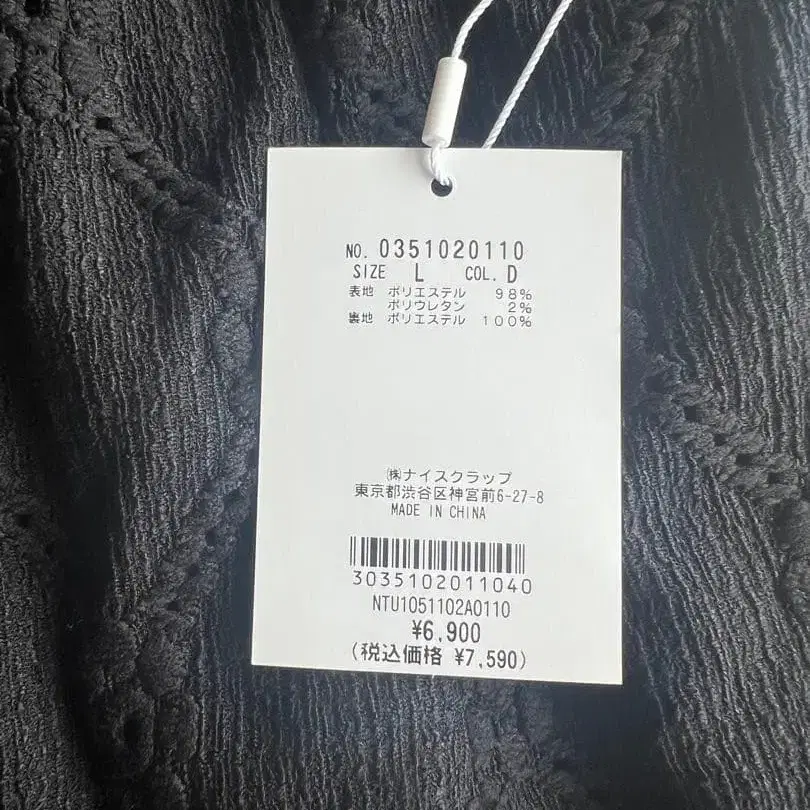 NO. 0351020110
SIZE L COL. D
表地 ポリエステル 98%
ポリウレタン 2%
裏地 ポリエステル 100%
㈱ナイスクラップ
東京都渋谷区神宮前6-27-8
MADE IN CHINA
3035102011040
NTU1051102A0110
¥6,900
(税込価格 ¥7,590)